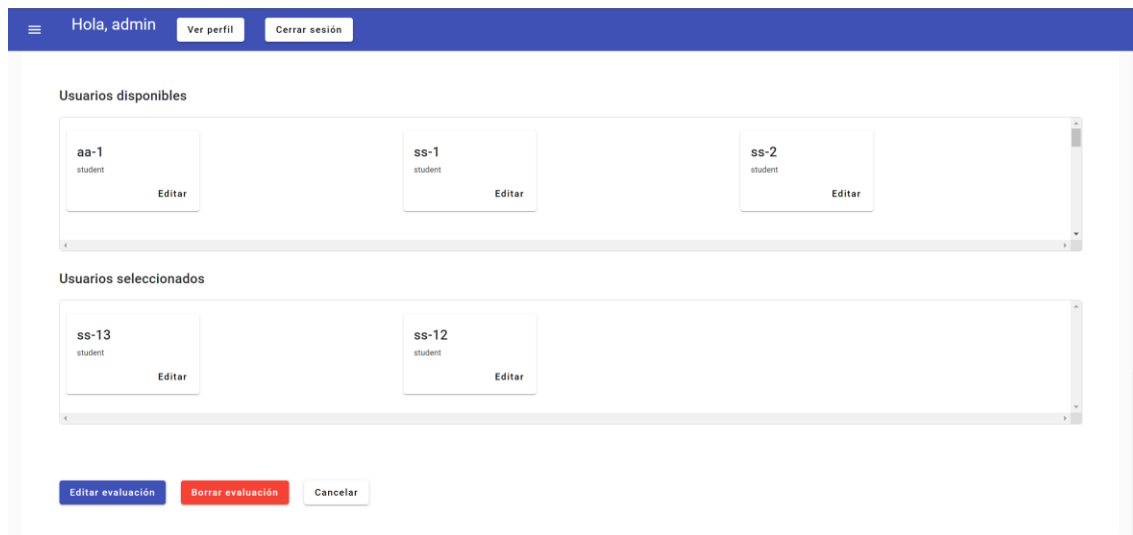 Hola, admin
Ver perfil
Cerrar sesión
Usuarios disponibles
aa-1
student
Editar
ss-1
student
Editar
ss-2
student
Editar
Usuarios seleccionados
ss-13
student
Editar
ss-12
student
Editar
Editar evaluación
Borrar evaluación
Cancelar